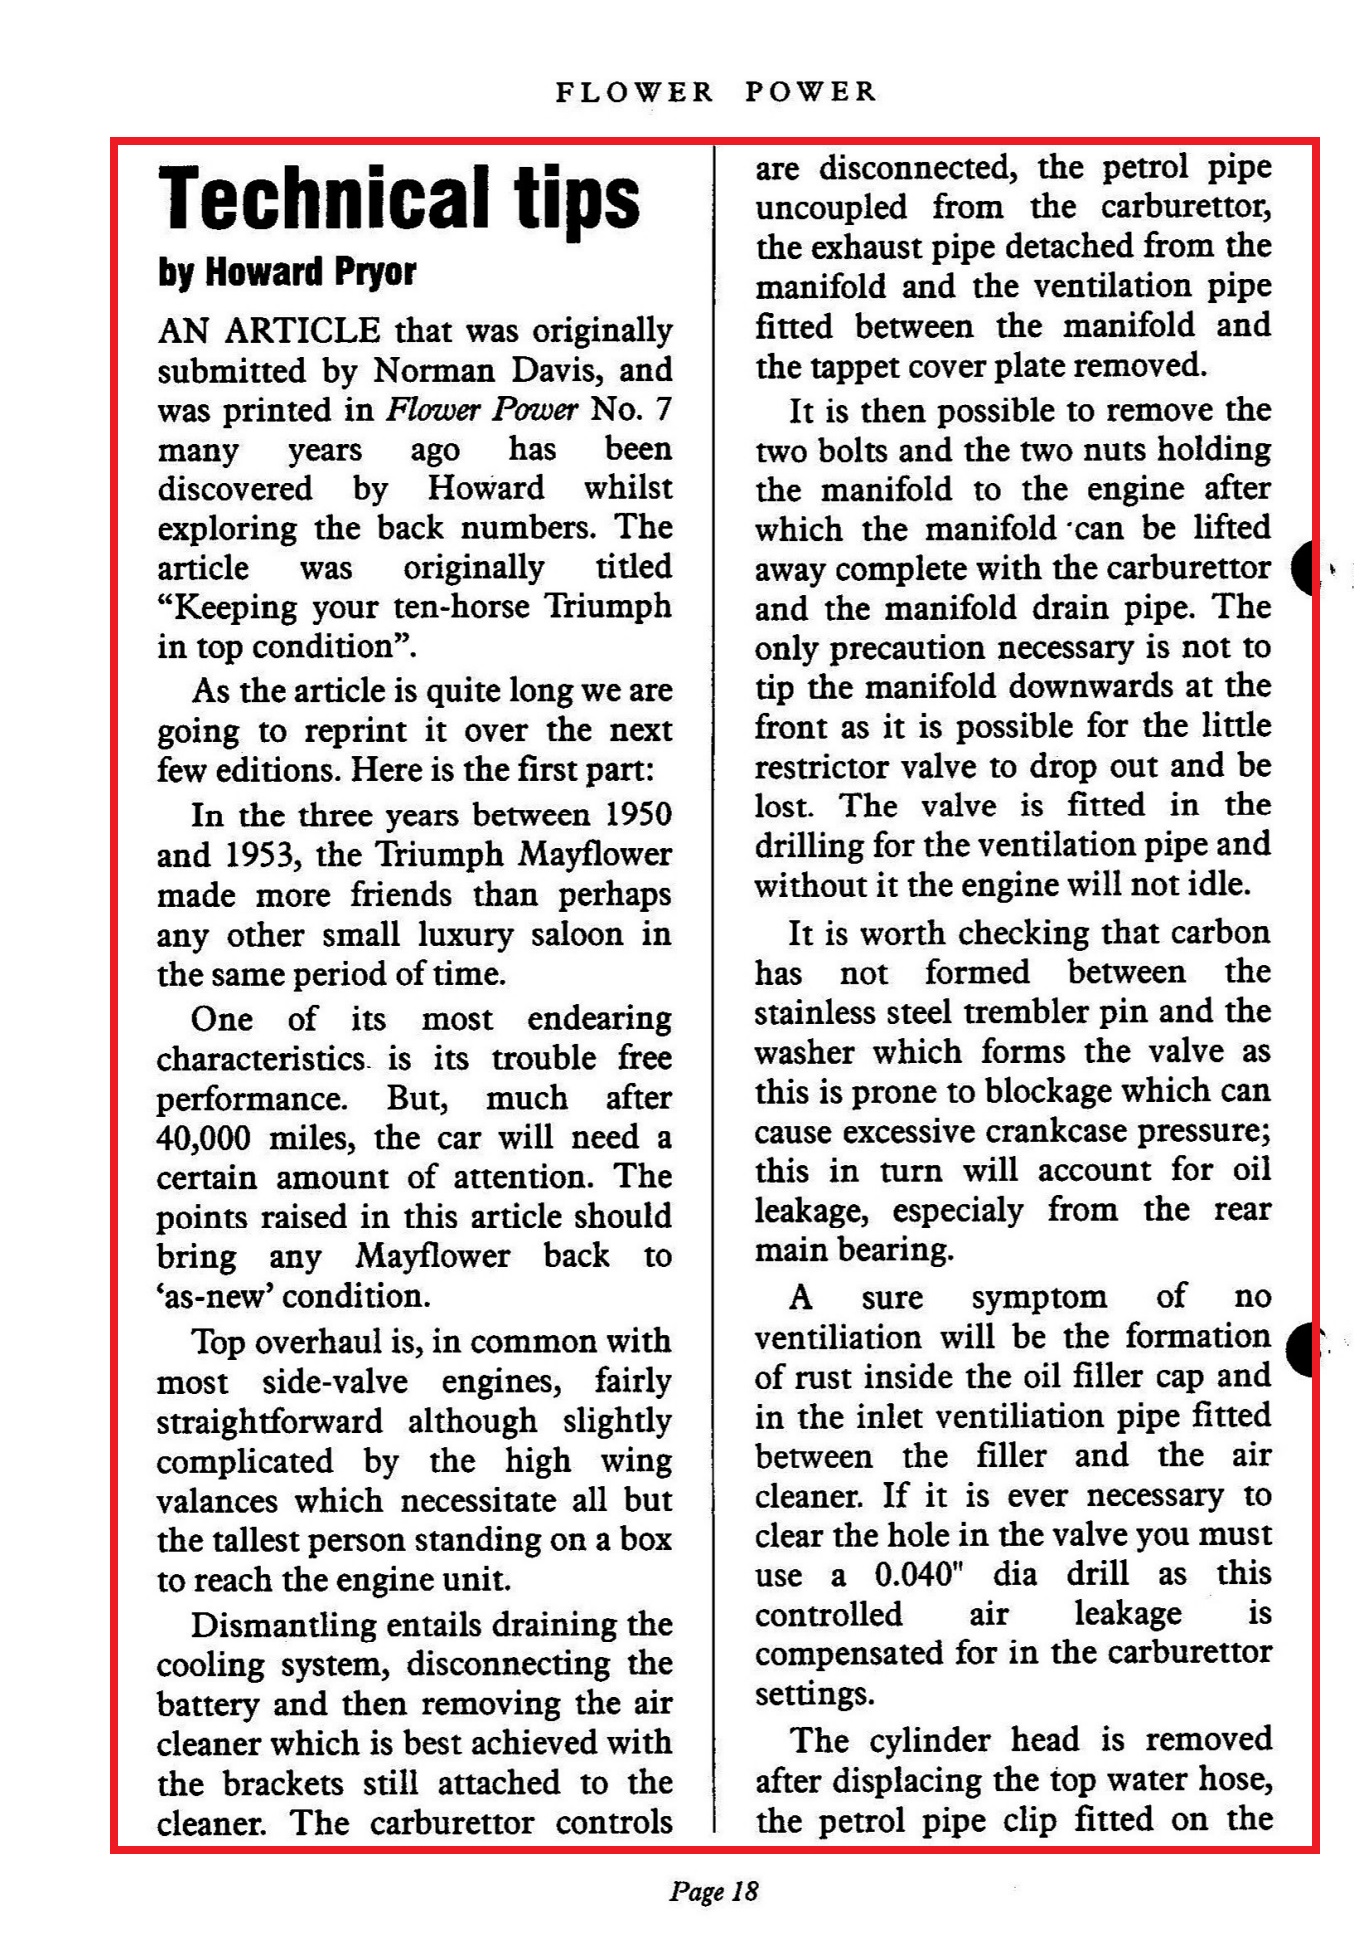 FLOWER POWER
Technical tips
by Howard Pryor
AN ARTICLE that was originally
submitted by Norman Davis, and
was printed in Flower Power No. 7
many years ago has been
discovered by Howard whilst
exploring the back numbers. The
article was originally titled
“Keeping your ten-horse Triumph
in top condition”.
As the article is quite long we are
going to reprint it over the next
few editions. Here is the first part:
In the three years between 1950
and 1953, the Triumph Mayflower
made more friends than perhaps
any other small luxury saloon in
the same period of time.
One of its most endearing
characteristics is its trouble free
performance. But, much after
40,000 miles, the car will need a
certain amount of attention. The
points raised in this article should
bring any Mayflower back to
‘as-new’ condition.
Top overhaul is, in common with
most side-valve engines, fairly
straightforward although slightly
complicated by the high wing
valances which necessitate all but
the tallest person standing on a box
to reach the engine unit.
Dismantling entails draining the
cooling system, disconnecting the
battery and then removing the air
cleaner which is best achieved with
the brackets still attached to the
cleaner. The carburettor controls
are disconnected, the petrol pipe
uncoupled from the carburettor,
the exhaust pipe detached from the
manifold and the ventilation pipe
fitted between the manifold and
the tappet cover plate removed.
It is then possible to remove the
two bolts and the two nuts holding
the manifold to the engine after
which the manifold can be lifted
away complete with the carburettor
and the manifold drain pipe. The
only precaution necessary is not to
tip the manifold downwards at the
front as it is possible for the little
restrictor valve to drop out and be
lost. The valve is fitted in the
drilling for the ventilation pipe and
without it the engine will not idle.
It is worth checking that carbon
has not formed between the
stainless steel trembler pin and the
washer which forms the valve as
this is prone to blockage which can
cause excessive crankcase pressure;
this in turn will account for oil
leakage, especialy from the rear
main bearing.
A sure symptom of no
ventiliation will be the formation
of rust inside the oil filler cap and
in the inlet ventiliation pipe fitted
between the filler and the air
cleaner. If it is ever necessary to
clear the hole in the valve you must
use a 0.040" dia drill as this
controlled air leakage is
compensated for in the carburettor
settings.
The cylinder head is removed
after displacing the top water hose,
the petrol pipe clip fitted on the
Page 18